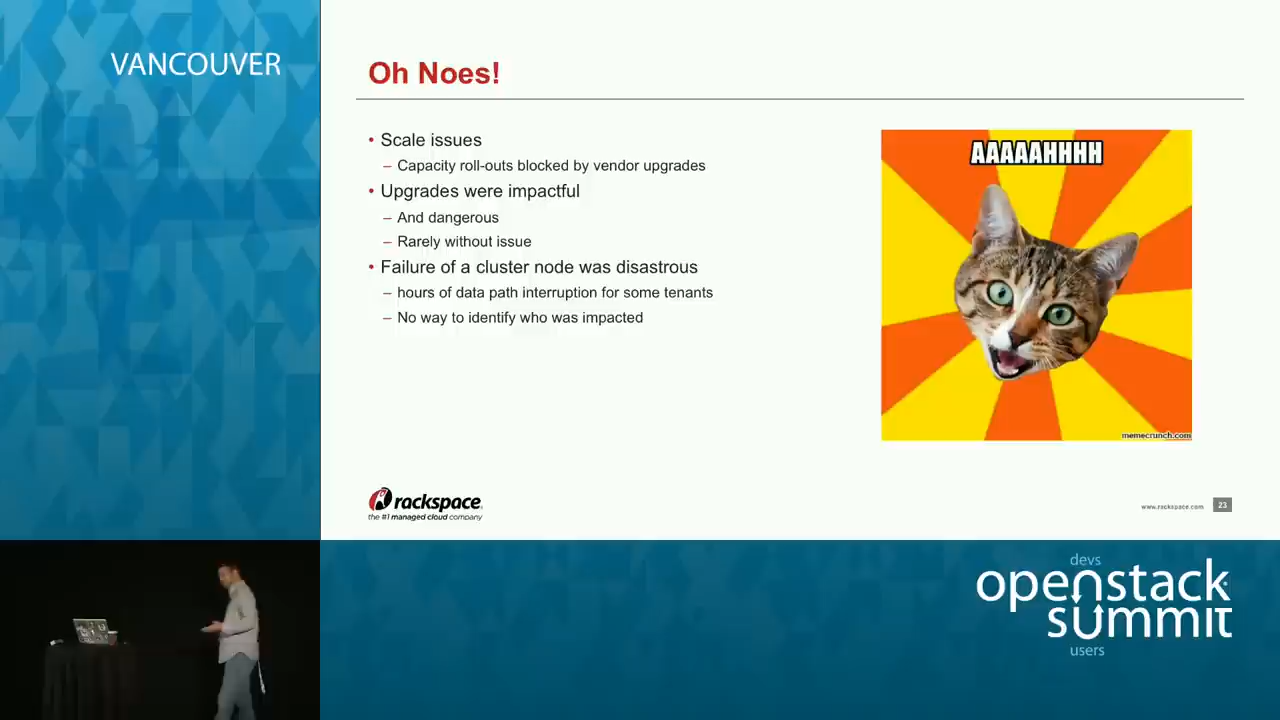 VANCOUVER
Oh Noes!
• Scale issues
– Capacity roll-outs blocked by vendor upgrades
• Upgrades were impactful
– And dangerous
– Rarely without issue
• Failure of a cluster node was disastrous
– hours of data path interruption for some tenants
– No way to identify who was impacted
AAAAAHHHH
memecrunch.com
rackspace.
the #1 managed cloud company
www.rackspace.com
23
devs
openstack
summit
users